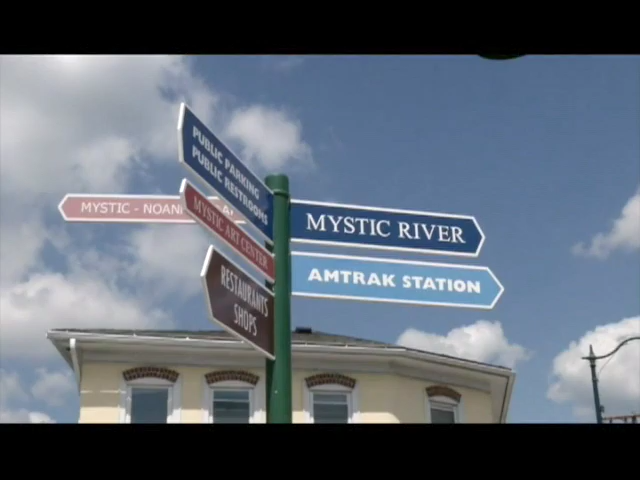 PUBLIC PARKING
PUBLIC RESTROOMS
MYSTIC - NOAN
MYSTIC ART CENTER
RESTAURANTS
SHOPS
MYSTIC RIVER
AMTRAK STATION